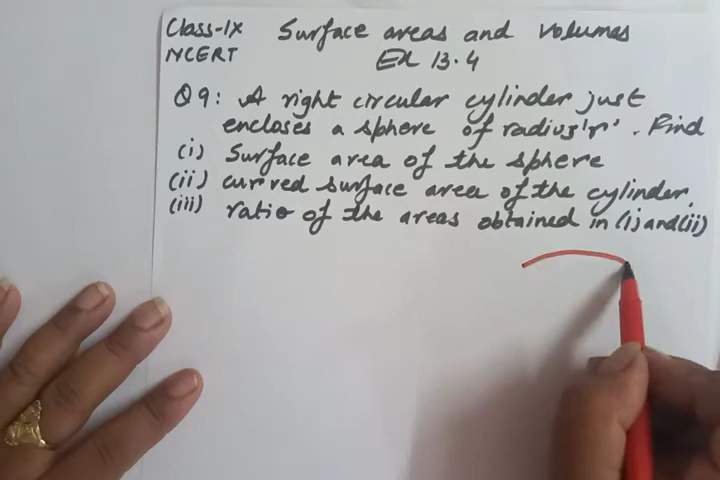 Class-IX Surface areas and volumes
NCERT Ex 13.4
Q9: A right circular cylinder just
encloses a sphere of radius 'r'. Find
(i) Surface area of the sphere
(ii) curved surface area of the cylinder.
(iii) ratio of the areas obtained in (i) and (ii)